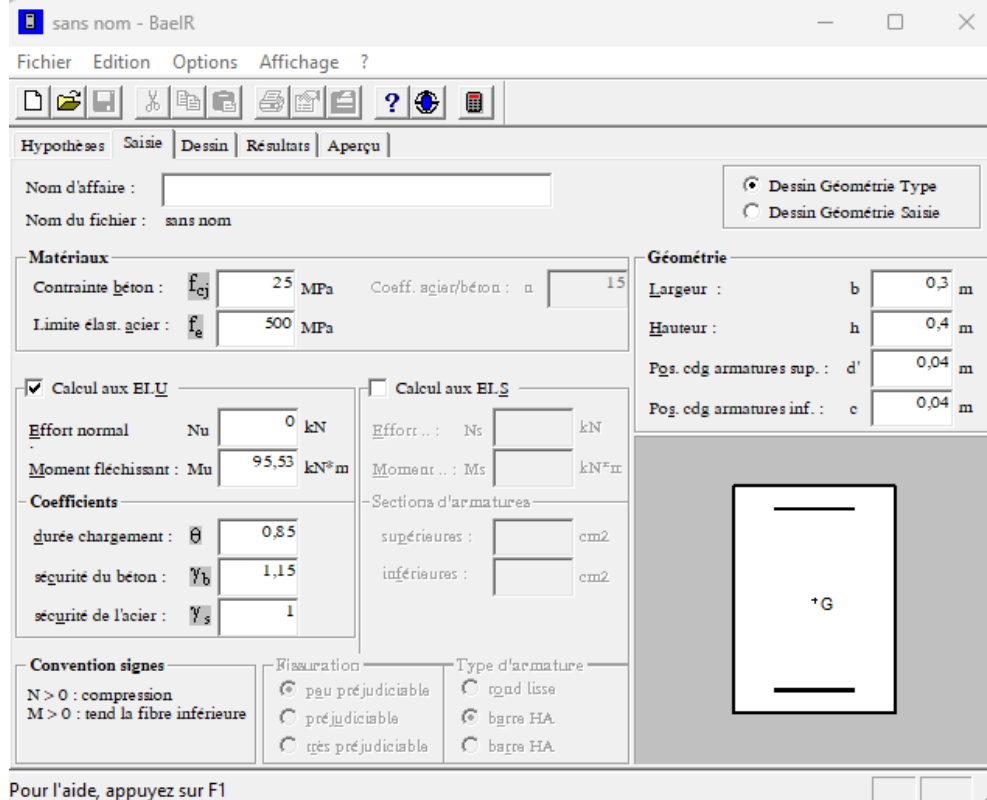 sans nom - BaelR
Fichier Edition Options Affichage ?
Hypothèses Saisie Dessin Résultats Aperçu
Nom d'affaire :
Nom du fichier : sans nom
Dessin Géométrie Type
Dessin Géométrie Saisie
Matériaux
Contrainte béton : fcj 25 MPa Coeff. acier/béton : n 15
Limite élast. acier : fe 500 MPa
Géométrie
Largeur : b 0,3 m
Hauteur : h 0,4 m
Pos. cdg armatures sup. : d' 0,04 m
Pos. cdg armatures inf. : c 0,04 m
Calcul aux ELU
Effort normal Nu 0 kN
Moment fléchissant : Mu 95,53 kN*m
Calcul aux ELS
Effort .. : Ns kN
Moment .. : Ms kN*m
Coefficients
durée chargement : θ 0,85
sécurité du béton : γb 1,15
sécurité de l'acier : γs 1
Sections d'armatures
supérieures : cm2
inférieures : cm2
+G
Convention signes
N > 0 : compression
M > 0 : tend la fibre inférieure
Fissuration
peu préjudiciable
préjudiciable
très préjudiciable
Type d'armature
rond lisse
barre HA
barre HA
Pour l'aide, appuyez sur F1